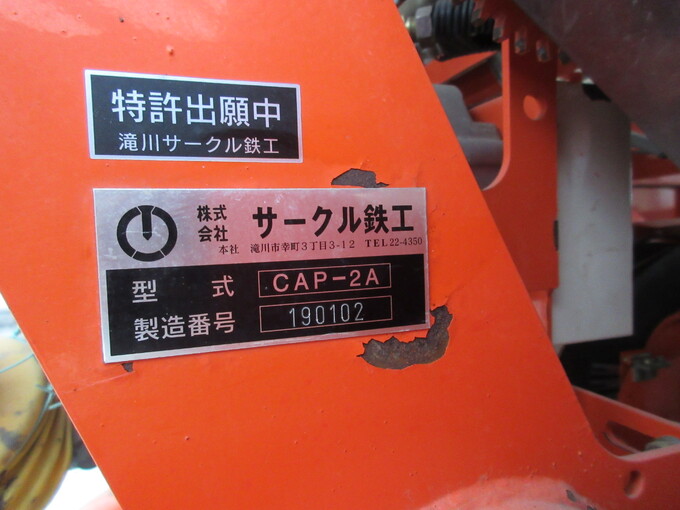 特許出願中
滝川サークル鉄工
株式会社 サークル鉄工
本社 滝川市幸町3丁目3-12 TEL22-4350
型式 CAP-2A
製造番号 190102